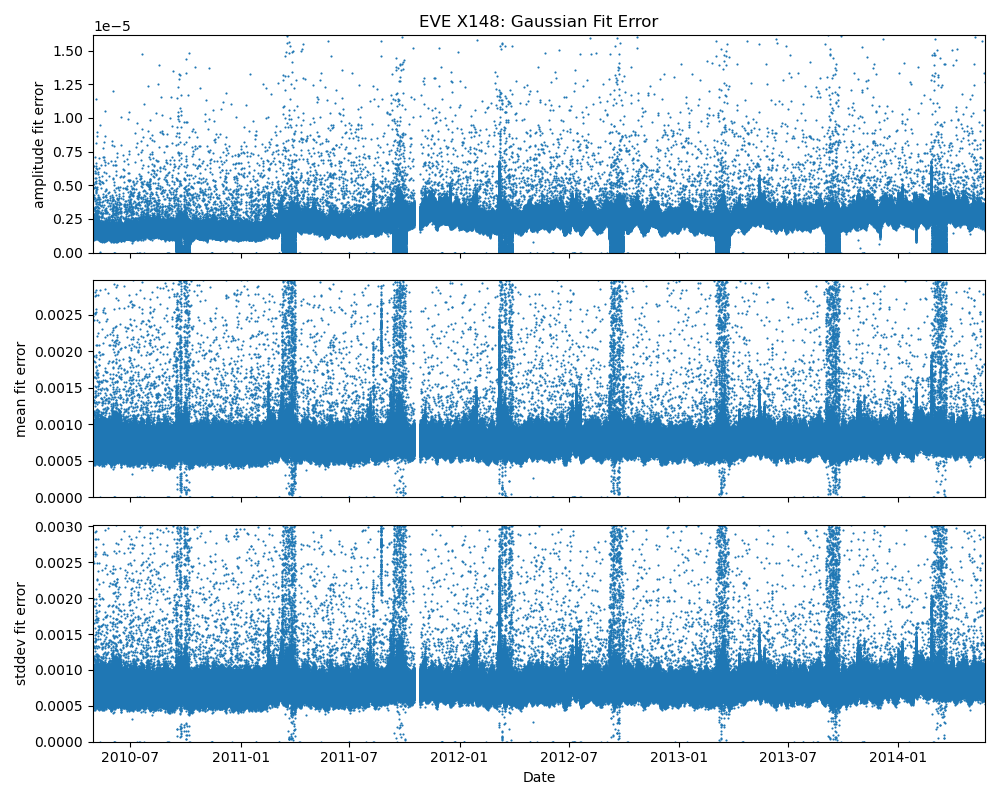 EVE X148: Gaussian Fit Error
1e−5
1.50
1.25
1.00
0.75
0.50
0.25
0.00
amplitude fit error
0.0025
0.0020
0.0015
0.0010
0.0005
0.0000
mean fit error
0.0030
0.0025
0.0020
0.0015
0.0010
0.0005
0.0000
stddev fit error
2010-07 2011-01 2011-07 2012-01 2012-07 2013-01 2013-07 2014-01
Date